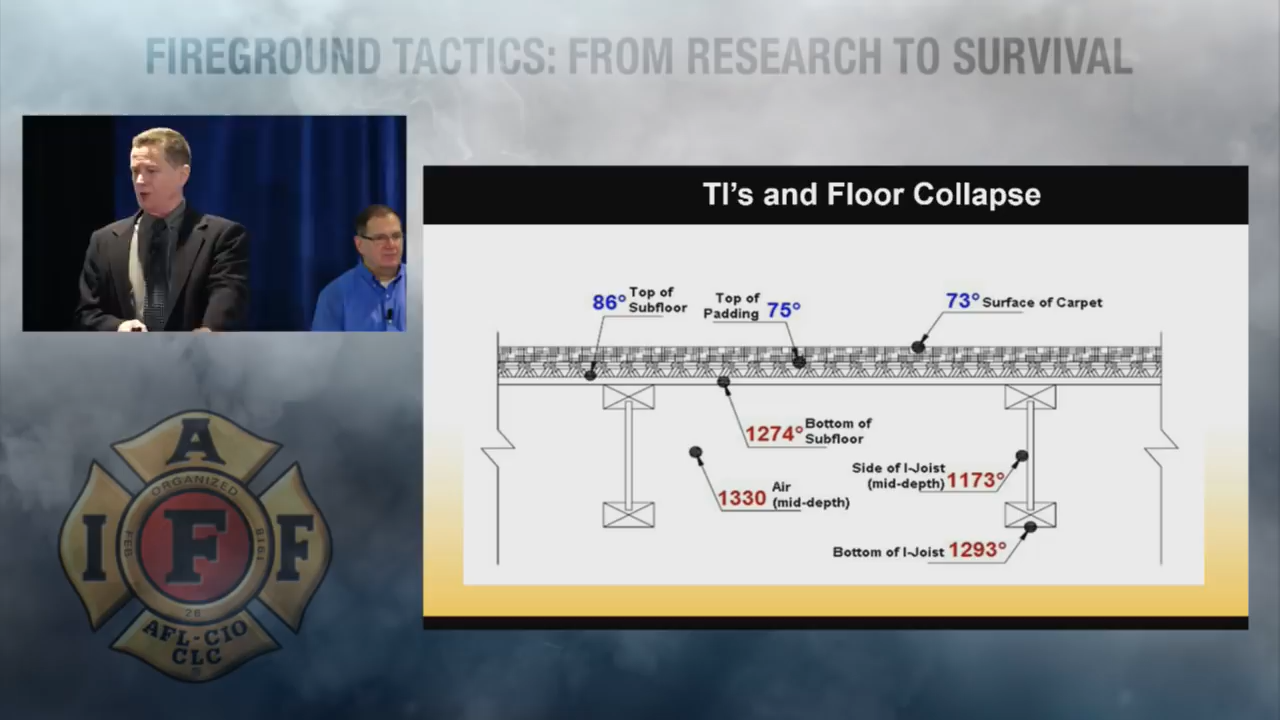 FIREGROUND TACTICS: FROM RESEARCH TO SURVIVAL
TI's and Floor Collapse
86° Top of
Subfloor
Top of
Padding 75°
73° Surface of Carpet
1274° Bottom of
Subfloor
1330 Air
(mid-depth)
Side of I-Joist
(mid-depth) 1173°
Bottom of I-Joist 1293°
A
ORGANIZED
I F F
FEB.
1918
28
AFL-CIO
CLC